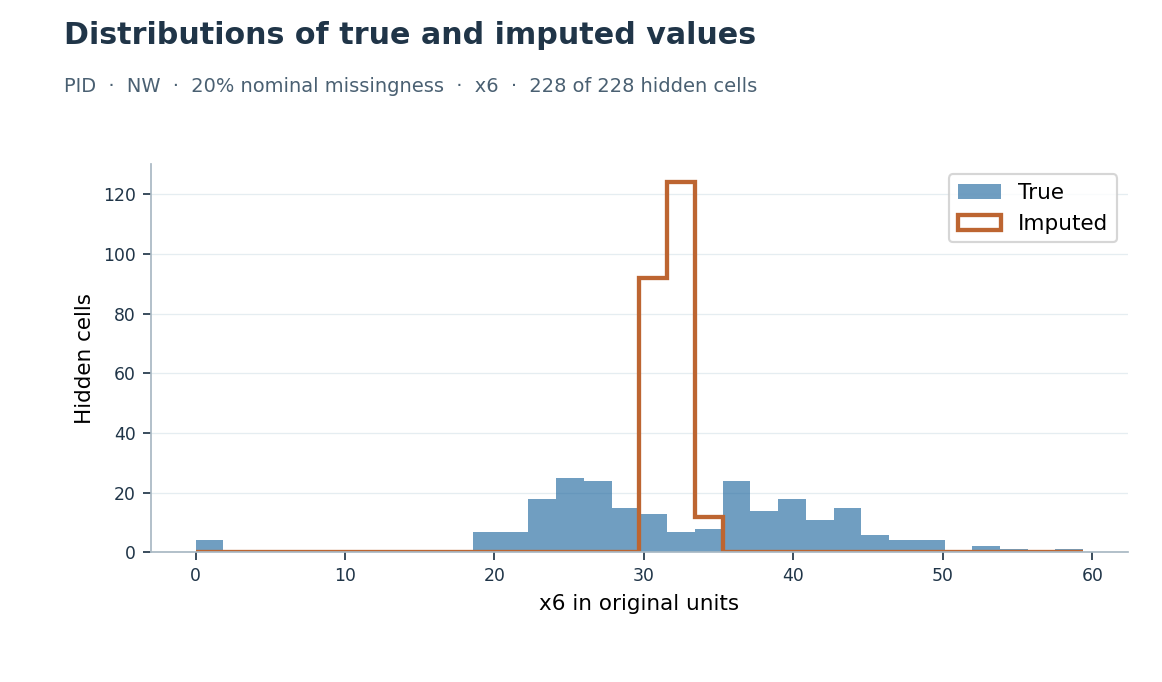 Distributions of true and imputed values
PID · NW · 20% nominal missingness · x6 · 228 of 228 hidden cells
True
Imputed
Hidden cells
120
100
80
60
40
20
0
0 10 20 30 40 50 60
x6 in original units